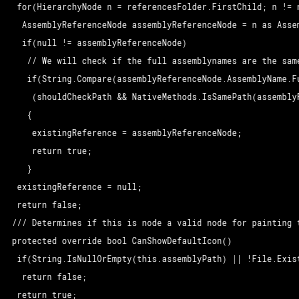 for(HierarchyNode n = referencesFolder.FirstChild; n != n
AssemblyReferenceNode assemblyReferenceNode = n as Assem
if(null != assemblyReferenceNode)
// We will check if the full assemblynames are the same
if(String.Compare(assemblyReferenceNode.AssemblyName.Fu
(shouldCheckPath && NativeMethods.IsSamePath(assemblyR
{
existingReference = assemblyReferenceNode;
return true;
}
existingReference = null;
return false;
/// Determines if this is node a valid node for painting t
protected override bool CanShowDefaultIcon()
if(String.IsNullOrEmpty(this.assemblyPath) || !File.Exist
return false;
return true;